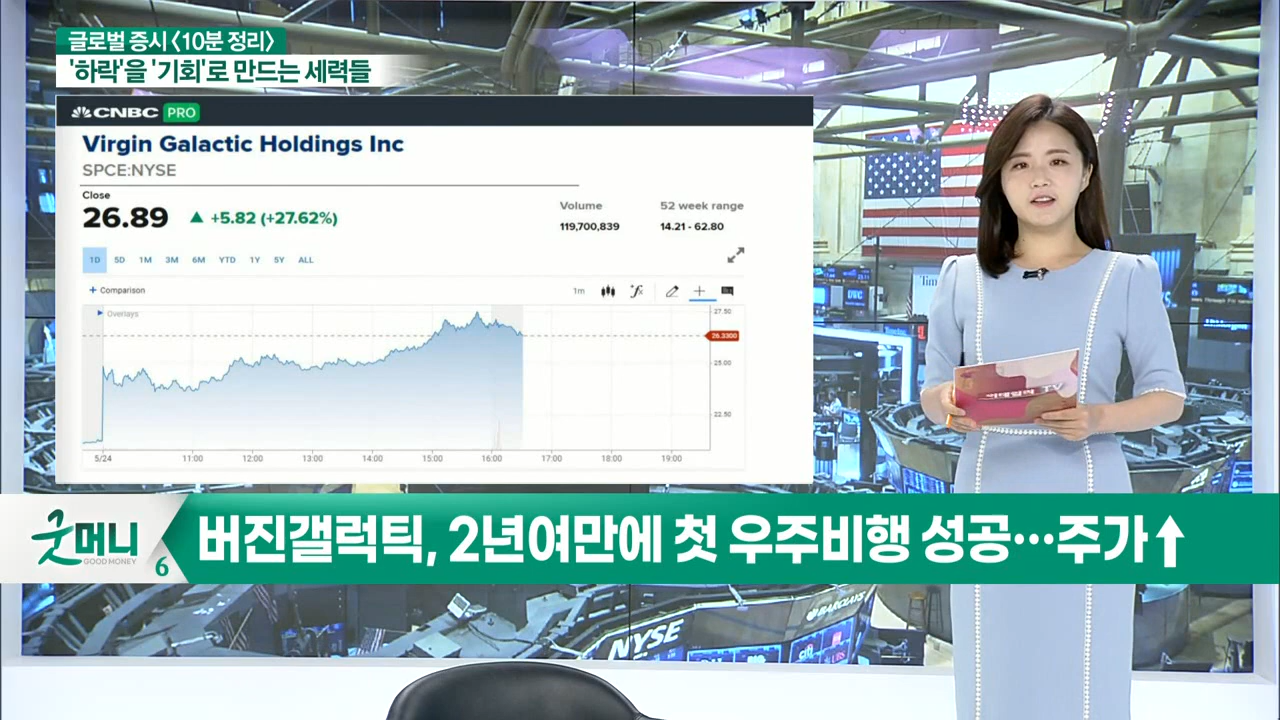 글로벌 증시 <10분 정리>
'하락'을 '기회'로 만드는 세력들
CNBC PRO
Virgin Galactic Holdings Inc
SPCE:NYSE
Close
26.89 ▲ +5.82 (+27.62%)
Volume
119,700,839
52 week range
14.21 - 62.80
1D 5D 1M 3M 6M YTD 1Y 5Y ALL
+ Comparison
1m
Overlays
27.50
26.3300
25.00
22.50
5/24 11:00 12:00 13:00 14:00 15:00 16:00 17:00 18:00 19:00
굿머니
GOOD MONEY
6
버진갤럭틱, 2년여만에 첫 우주비행 성공…주가↑
NYSE
BARCLAYS
citi